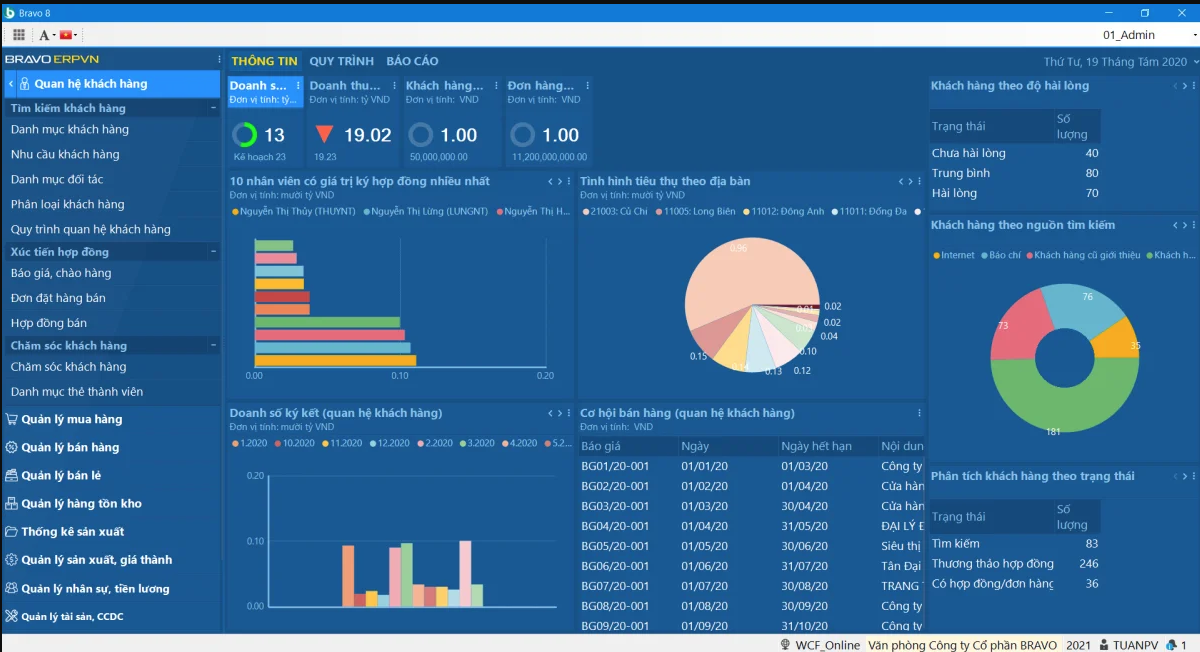 Bravo 8
A
01_Admin
BRAVO ERPVN
Quan hệ khách hàng
Tìm kiếm khách hàng
Danh mục khách hàng
Nhu cầu khách hàng
Danh mục đối tác
Phân loại khách hàng
Quy trình quan hệ khách hàng
Xúc tiến hợp đồng
Báo giá, chào hàng
Đơn đặt hàng bán
Hợp đồng bán
Chăm sóc khách hàng
Chăm sóc khách hàng
Danh mục thẻ thành viên
Quản lý mua hàng
Quản lý bán hàng
Quản lý bán lẻ
Quản lý hàng tồn kho
Thống kê sản xuất
Quản lý sản xuất, giá thành
Quản lý nhân sự, tiền lương
Quản lý tài sản, CCDC
THÔNG TIN QUY TRÌNH BÁO CÁO
Thứ Tư, 19 Tháng Tám 2020
Doanh s...
Đơn vị tính: tỷ...
13
Kế hoạch 23
Doanh thu...
Đơn vị tính: tỷ VND
19.02
19.23
Khách hàng...
Đơn vị tính: VND
1.00
50,000,000.00
Đơn hàng...
Đơn vị tính: VND
1.00
11,200,000,000.00
10 nhân viên có giá trị ký hợp đồng nhiều nhất
Đơn vị tính: mười tỷ VND
Nguyễn Thị Thủy (THUYNT) Nguyễn Thị Lừng (LUNGNT) Nguyễn Thị H...
0.00 0.10 0.20
Tình hình tiêu thụ theo địa bàn
Đơn vị tính: mười tỷ VND
21003: Củ Chi 11005: Long Biên 11012: Đông Anh 11011: Đống Đa
0.96
0.02
0.01
0.02
0.04
0.10
0.12
0.13
0.15
Doanh số ký kết (quan hệ khách hàng)
Đơn vị tính: mười tỷ VND
1.2020 10.2020 11.2020 12.2020 2.2020 3.2020 4.2020 5.2...
0.20
0.10
0.00
Cơ hội bán hàng (quan hệ khách hàng)
Đơn vị tính: VND
Báo giá Ngày Ngày hết hạn Nội dun
BG01/20-001 01/01/20 01/03/20 Công ty
BG02/20-001 01/02/20 01/04/20 Cửa hàn
BG03/20-001 01/03/20 30/04/20 Cửa hàn
BG04/20-001 01/04/20 31/05/20 ĐẠI LÝ Đ
BG05/20-001 01/05/20 30/06/20 Siêu thị
BG06/20-001 01/06/20 31/07/20 Tân Đại
BG07/20-001 01/07/20 30/08/20 TRANG
BG08/20-001 01/08/20 30/09/20 Công ty
BG09/20-001 01/09/20 31/10/20 Công ty
Khách hàng theo độ hài lòng
Trạng thái Số lượng
Chưa hài lòng 40
Trung bình 80
Hài lòng 70
Khách hàng theo nguồn tìm kiếm
Internet Báo chí Khách hàng cũ giới thiệu Khách h...
76
73
35
181
Phân tích khách hàng theo trạng thái
Trạng thái Số lượng
Tìm kiếm 83
Thương thảo hợp đồng 246
Có hợp đồng/đơn hàng 36
WCF_Online Văn phòng Công ty Cổ phần BRAVO 2021 TUANPV 1